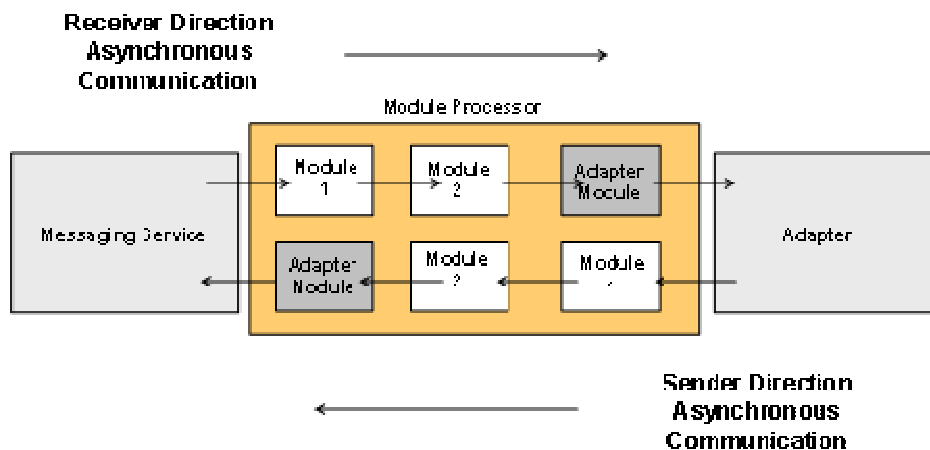 Receiver Direction
Asynchronous
Communication
Module Processor
Module
1
Module
2
Adapter
Module
Messaging Service
Adapter
Adapter
Module
Module
Module
Sender Direction
Asynchronous
Communication